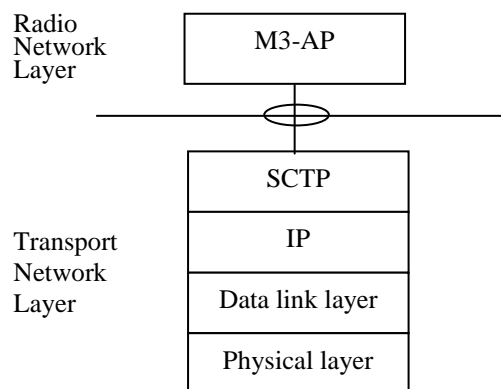 Radio
Network
Layer
M3-AP
SCTP
IP
Transport
Network
Layer
Data link layer
Physical layer